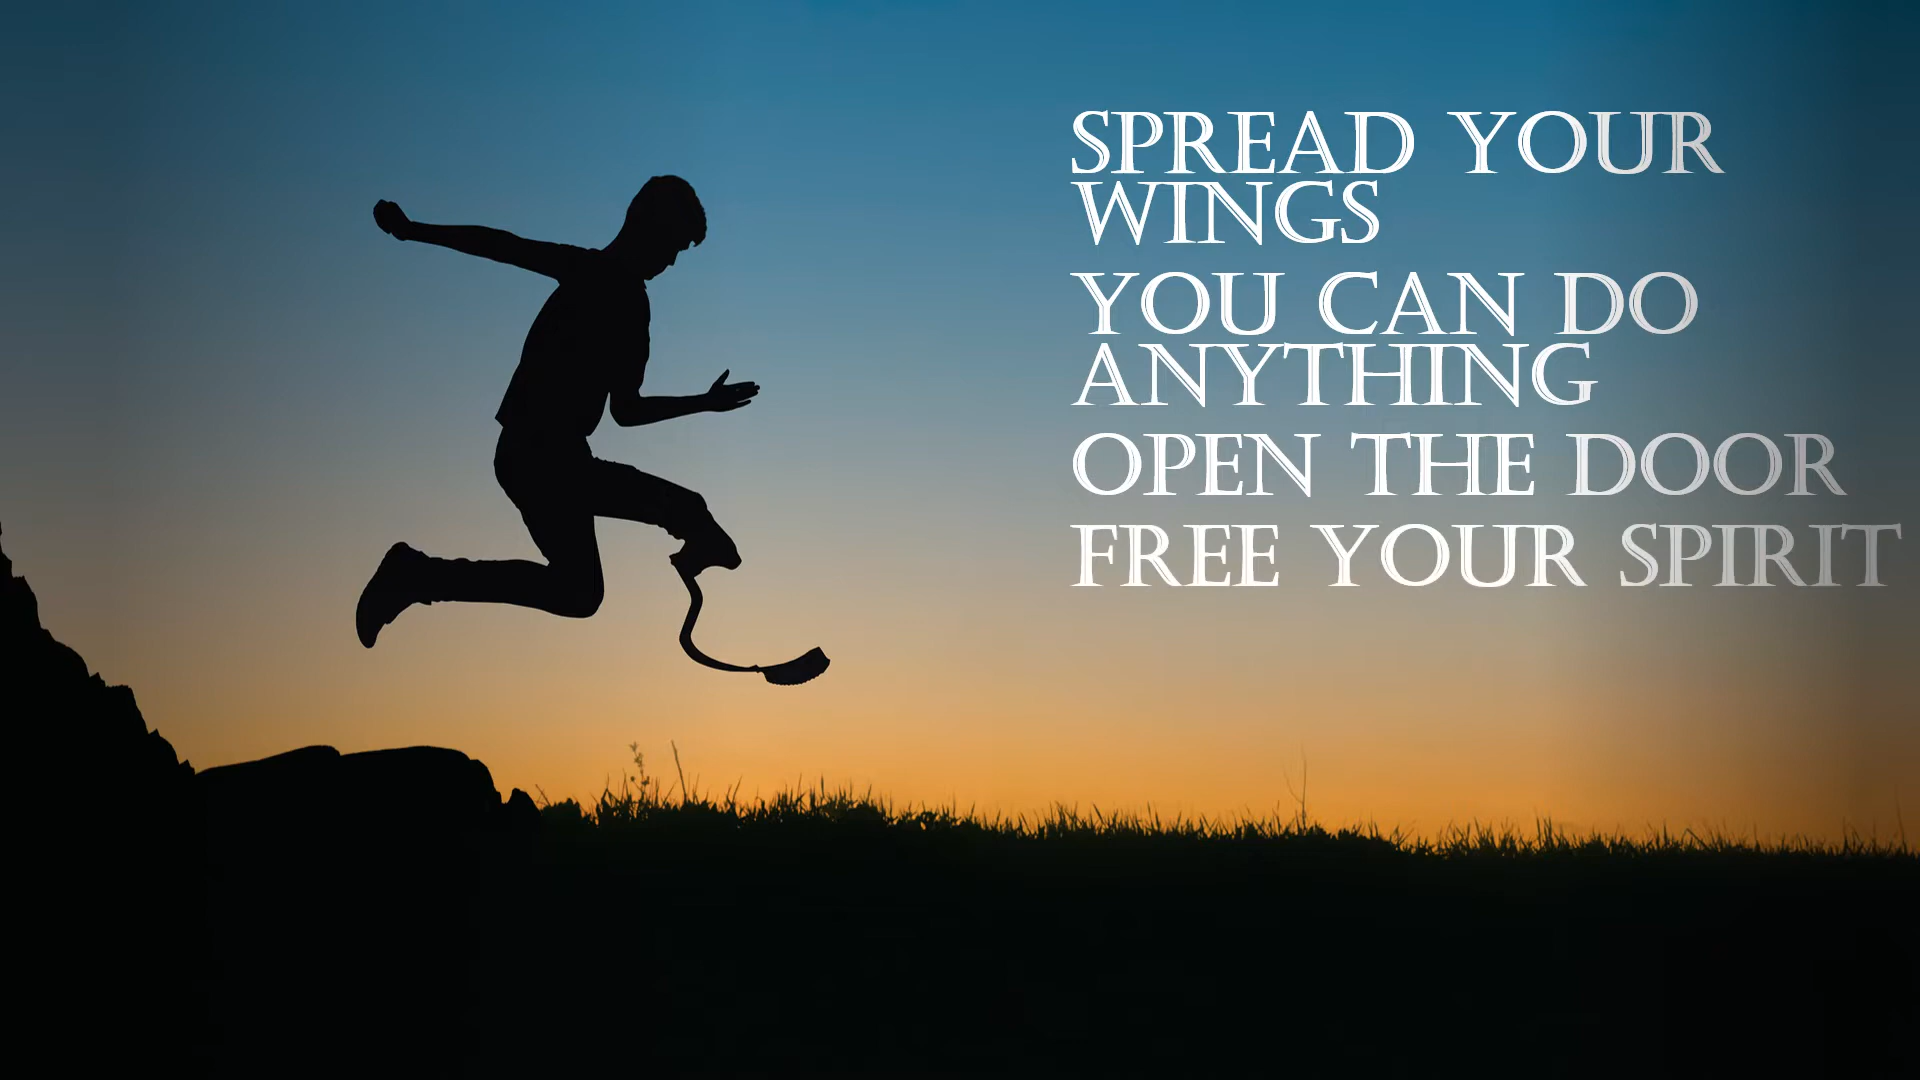 SPREAD YOUR
WINGS
YOU CAN DO
ANYTHING
OPEN THE DOOR
FREE YOUR SPIRIT